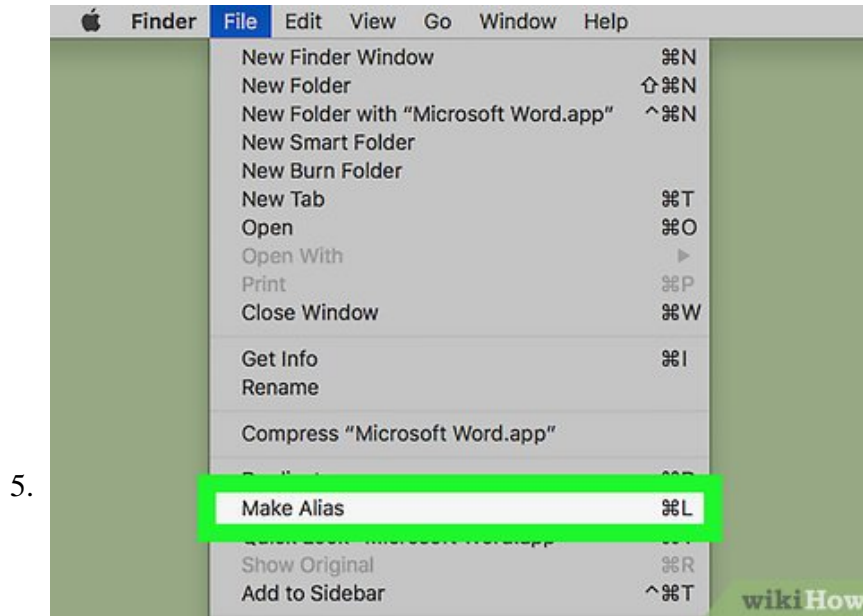 Finder File Edit View Go Window Help
New Finder Window ⌘N
New Folder ⇧⌘N
New Folder with “Microsoft Word.app” ^⌘N
New Smart Folder
New Burn Folder
New Tab ⌘T
Open ⌘O
Open With ▶
Print ⌘P
Close Window ⌘W
Get Info ⌘I
Rename
Compress “Microsoft Word.app”
5.
Make Alias ⌘L
Show Original ⌘R
Add to Sidebar ^⌘T
wikiHow